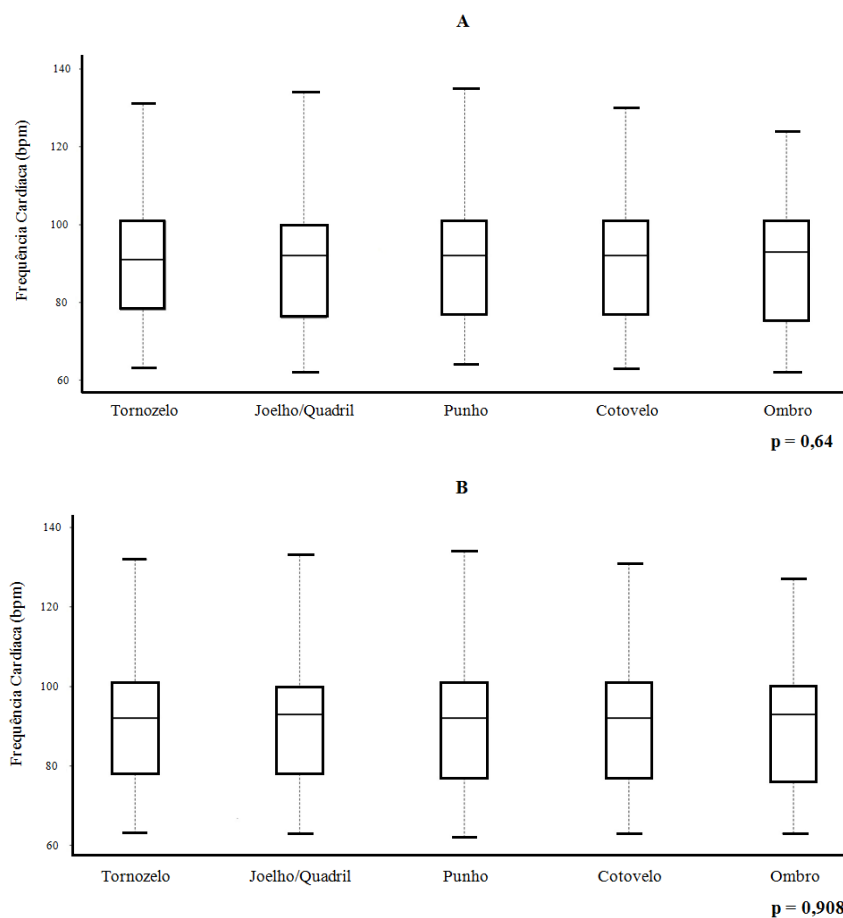 A
Frequência Cardíaca (bpm)
140
120
100
80
60
Tornozelo Joelho/Quadril Punho Cotovelo Ombro
p = 0,64
B
Frequência Cardíaca (bpm)
140
120
100
80
60
Tornozelo Joelho/Quadril Punho Cotovelo Ombro
p = 0,908